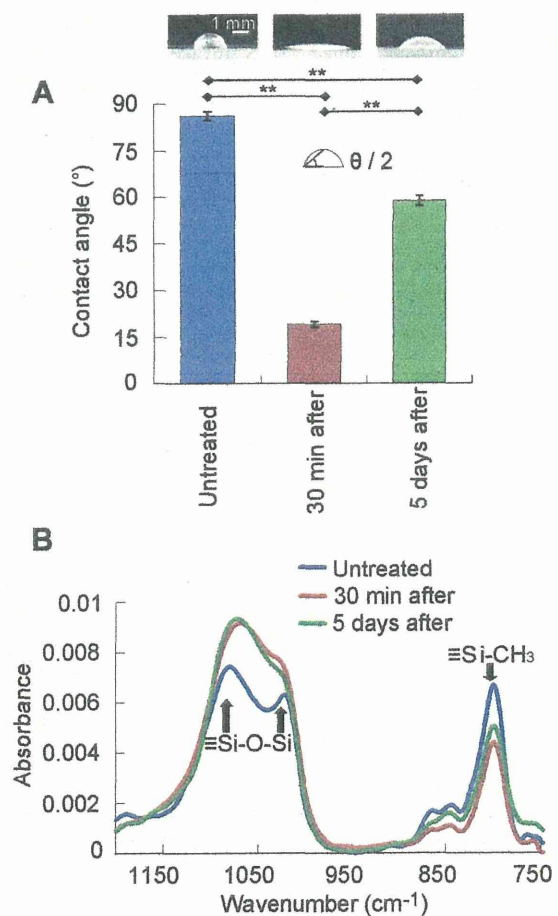 1 mm
**
**
**
A
90
75
60
45
30
15
0
Contact angle (°)
θ / 2
Untreated
30 min after
5 days after
B
Untreated
30 min after
5 days after
0.01
0.008
0.006
0.004
0.002
0
Absorbance
≡Si-CH₃
≡Si-O-Si
1150
1050
950
850
750
Wavenumber (cm⁻¹)